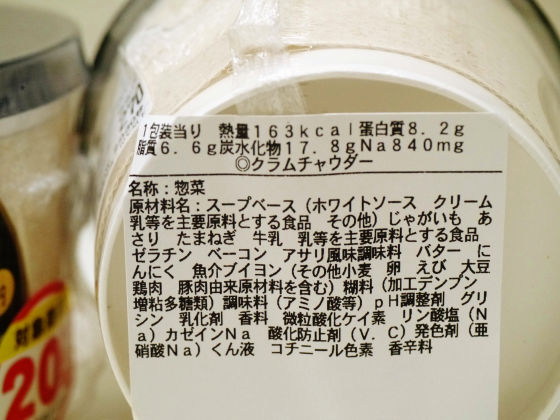 1包装当り 熱量163kcal蛋白質8.2g
脂質6.6g炭水化物17.8gNa840mg
◎クラムチャウダー
名称：惣菜
原材料名：スープベース（ホワイトソース クリーム
乳等を主要原料とする食品 その他）じゃがいも あ
さり たまねぎ 牛乳 乳等を主要原料とする食品
ゼラチン ベーコン アサリ風味調味料 バター に
んにく 魚介ブイヨン（その他小麦 卵 えび 大豆
鶏肉 豚肉由来原材料を含む）糊料（加工デンプン
増粘多糖類）調味料（アミノ酸等）pH調整剤 グリ
シン 乳化剤 香料 微粒酸化ケイ素 リン酸塩（N
a）カゼインNa 酸化防止剤（V．C）発色剤（亜
硝酸Na）くん液 コチニール色素 香辛料
20